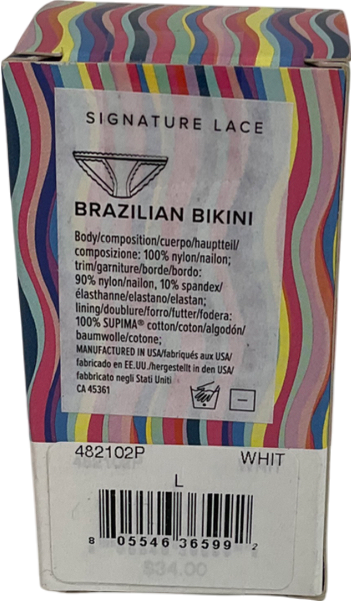 SIGNATURE LACE
BRAZILIAN BIKINI
Body/composition/cuerpo/hauptteil/
composizione: 100% nylon/nailon;
trim/garniture/borde/bordo:
90% nylon/nailon, 10% spandex/
élasthanne/elastano/elastan;
lining/doublure/forro/futter/fodera:
100% SUPIMA® cotton/coton/algodón/
baumwolle/cotone;
MANUFACTURED IN USA/fabriqués aux USA/
fabricado en EE.UU./hergestellt in den USA/
fabbricato negli Stati Uniti
CA 45361
482102P WHIT
L
8 05546 36599 2
$34.00